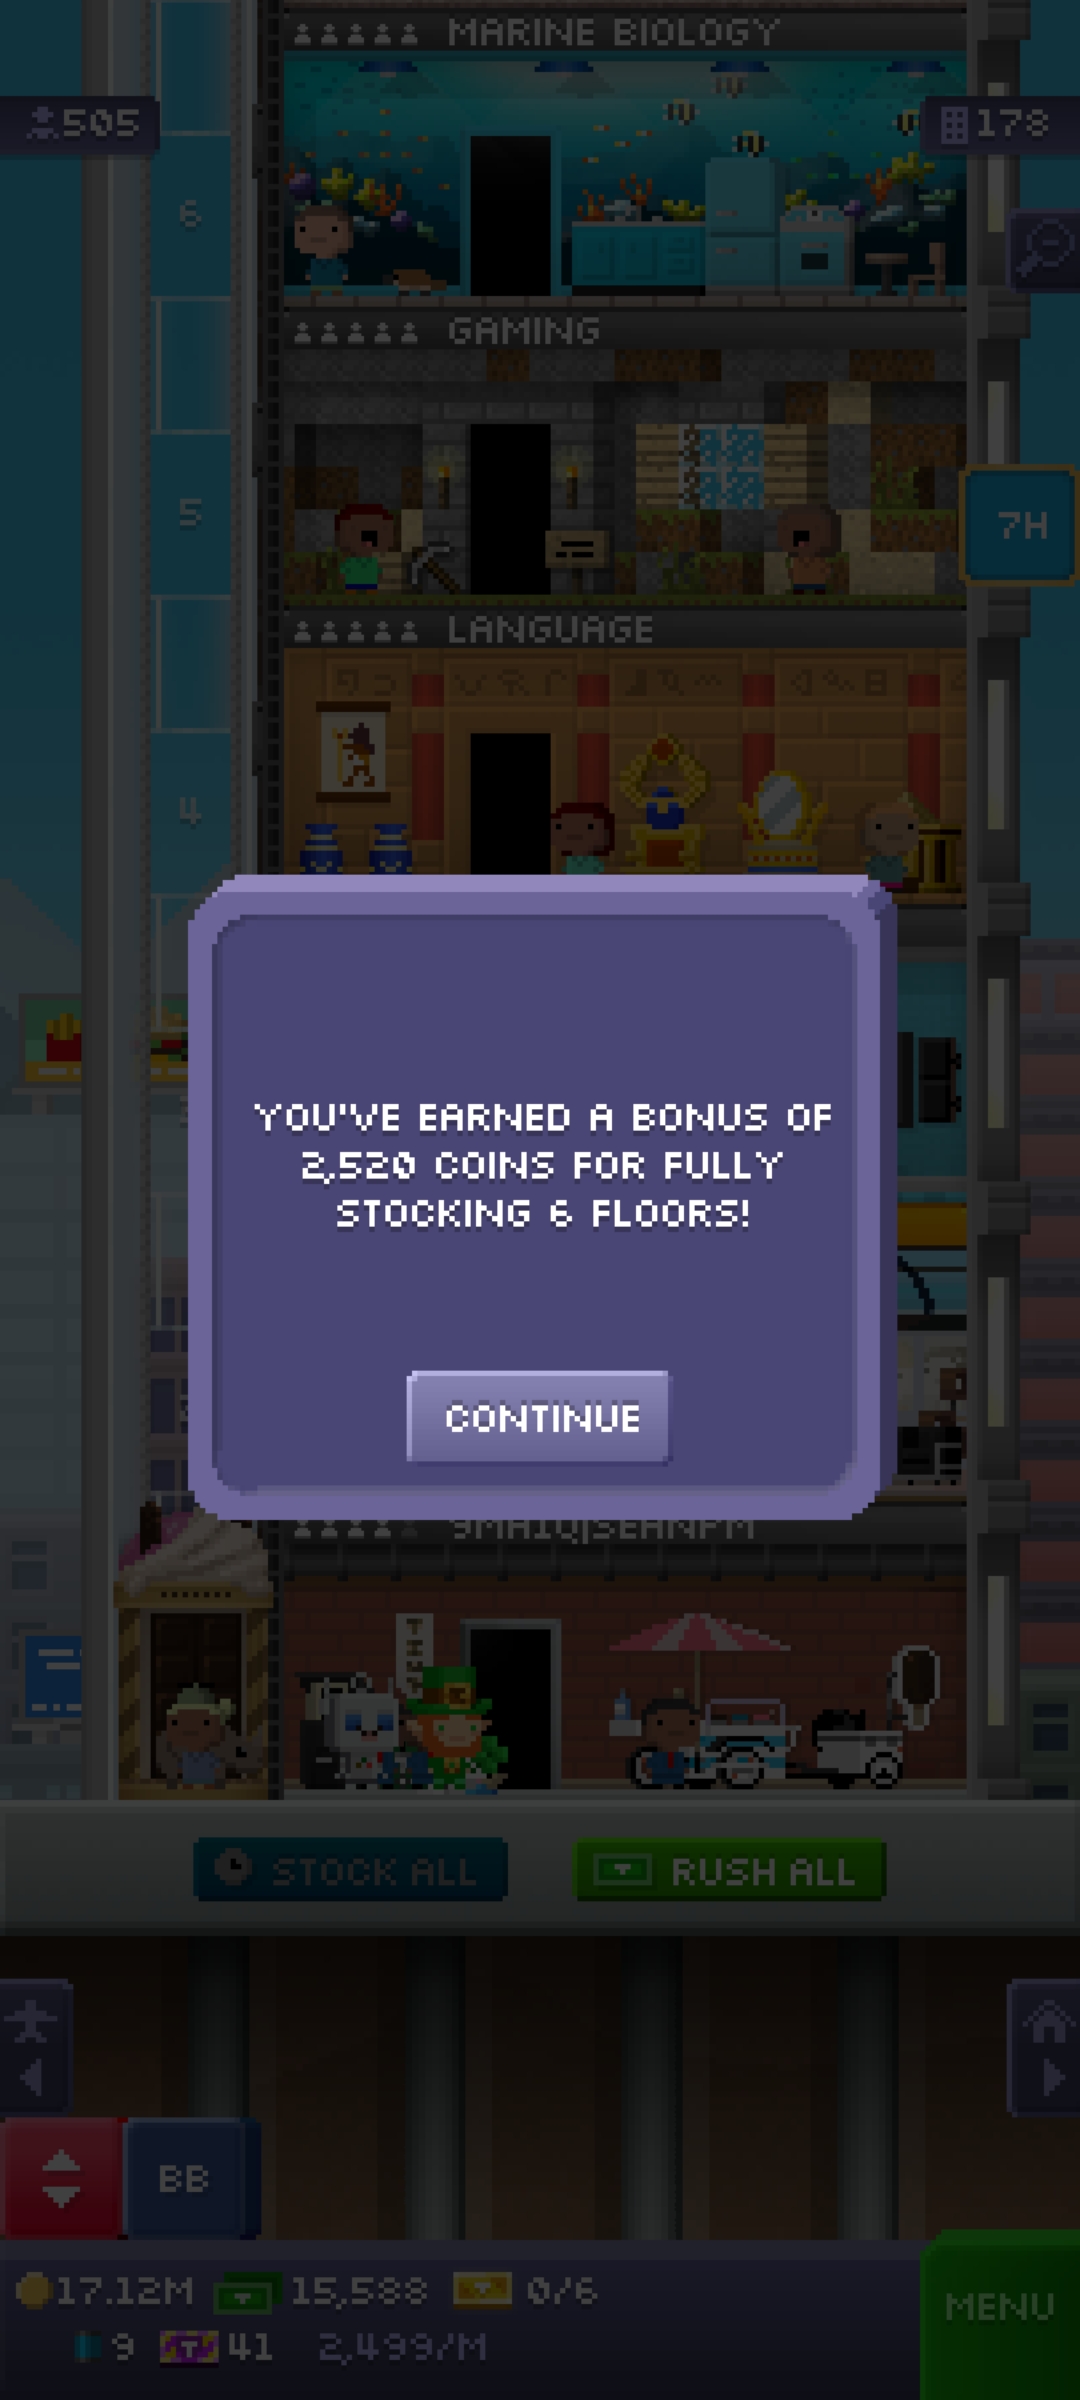 MARINE BIOLOGY
505
178
6
GAMING
5
7H
LANGUAGE
4
YOU'VE EARNED A BONUS OF
2,520 COINS FOR FULLY
STOCKING 6 FLOORS!
CONTINUE
STOCK ALL
RUSH ALL
BB
17.12M
15,588
0/6
MENU
9
41
2,499/M